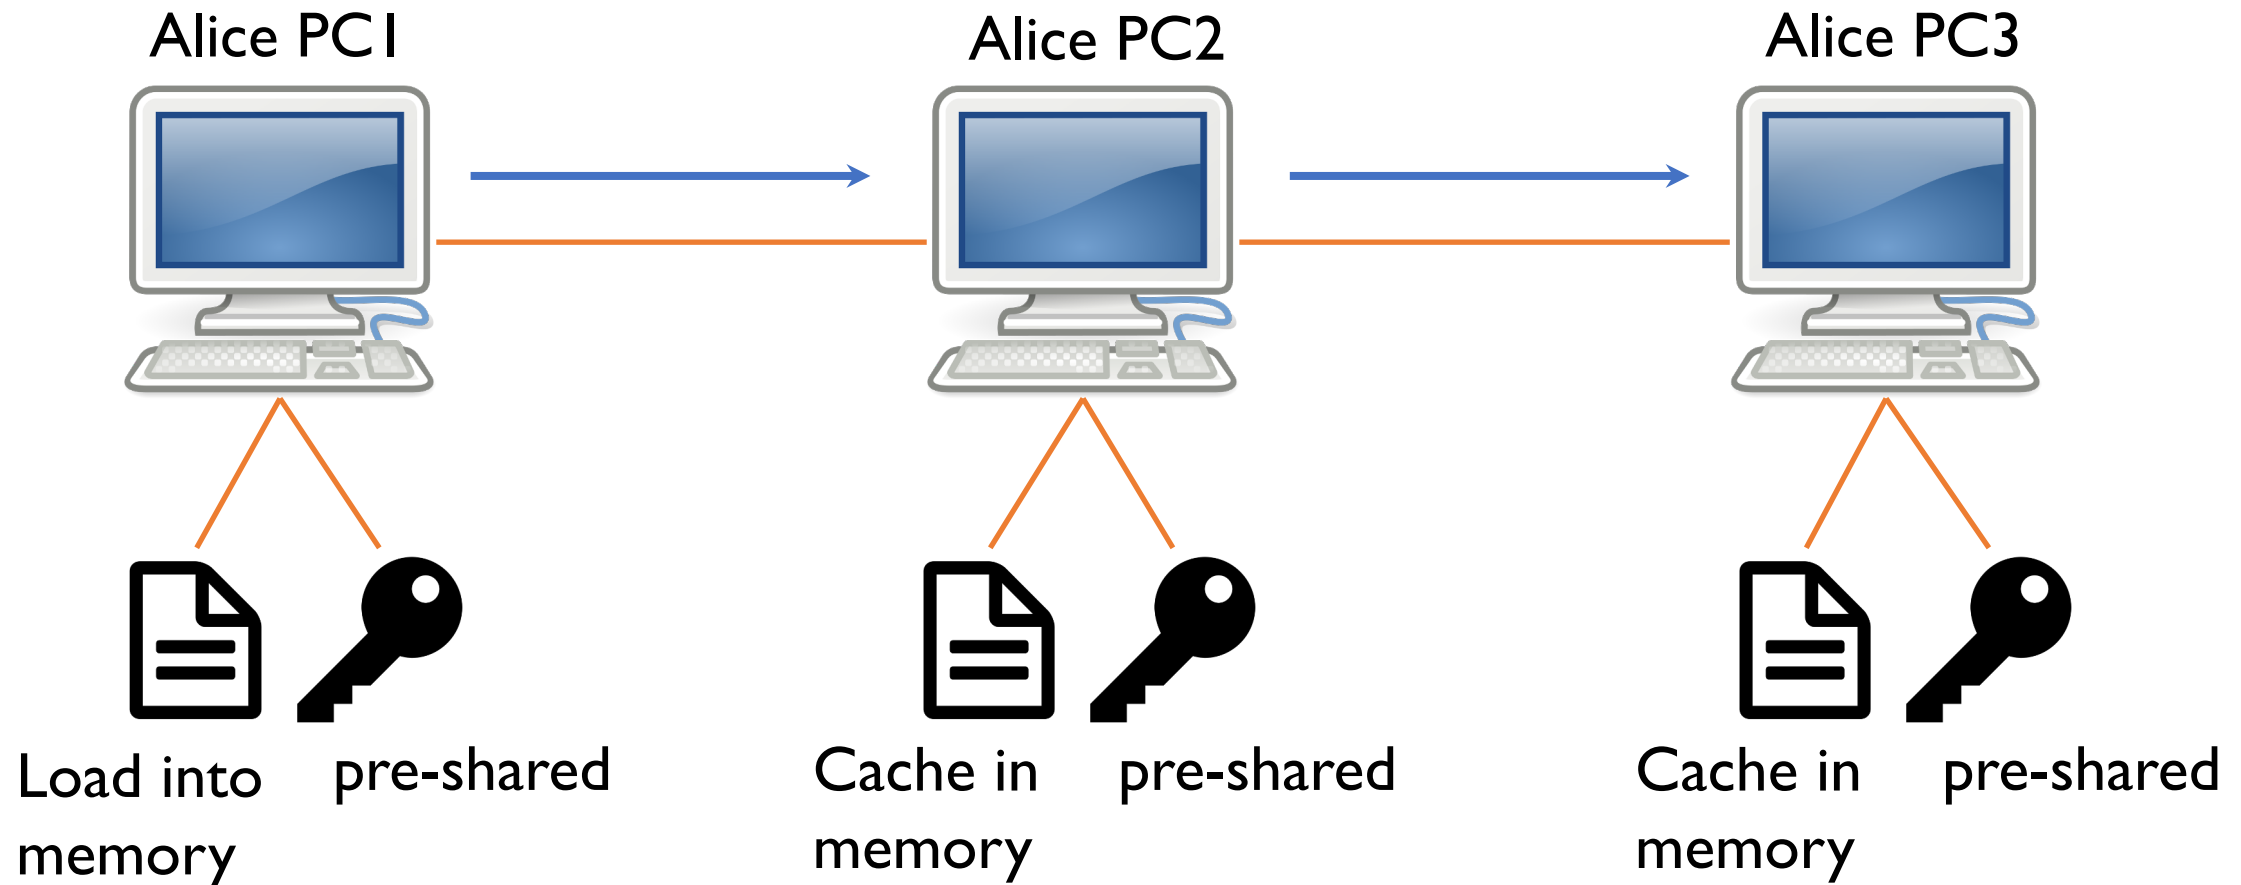 Alice PC1
Alice PC2
Alice PC3
Load into
memory
pre-shared
Cache in
memory
pre-shared
Cache in
memory
pre-shared